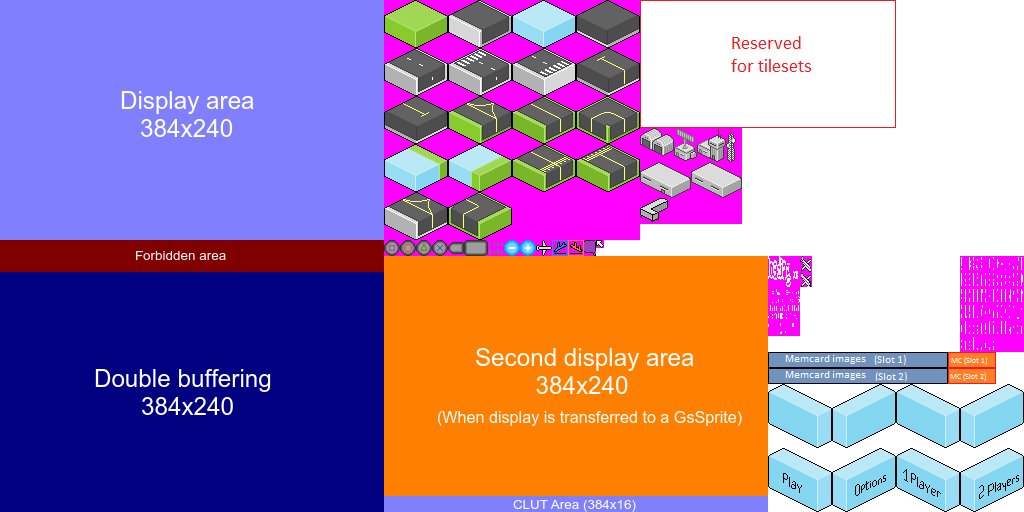 Display area
384x240
Reserved
for tilesets
Forbidden area
Double buffering
384x240
Second display area
384x240
(When display is transferred to a GsSprite)
CLUT Area (384x16)
Memcard images (Slot 1)
MC (Slot 1)
Memcard images (Slot 2)
MC (Slot 2)
Play
Options
1 Player
2 Players